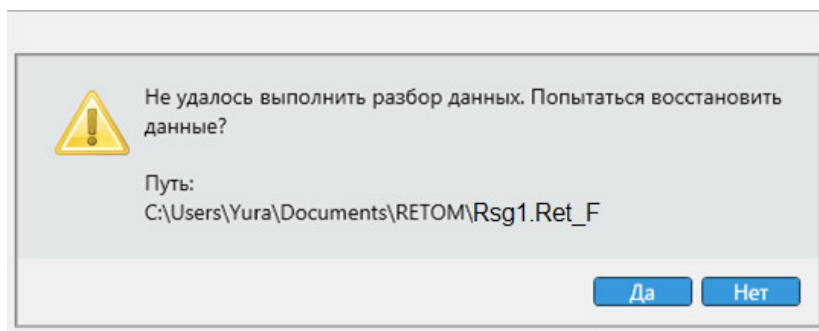 Не удалось выполнить разбор данных. Попытаться восстановить
данные?
Путь:
C:\Users\Yura\Documents\RETOM\Rsg1.Ret_F
Да Нет